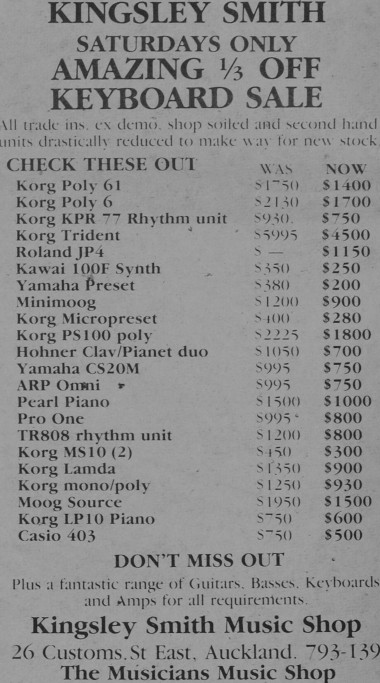 KINGSLEY SMITH
SATURDAYS ONLY
AMAZING ⅓ OFF
KEYBOARD SALE
All trade ins, ex demo, shop soiled and second hand
units drastically reduced to make way for new stock
CHECK THESE OUT WAS NOW
Korg Poly 61 $1750 $1400
Korg Poly 6 $2130 $1700
Korg KPR 77 Rhythm unit $930. $750
Korg Trident $5995 $4500
Roland JP4 $ — $1150
Kawai 100F Synth $350 $250
Yamaha Preset $380 $200
Minimoog $1200 $900
Korg Micropreset $400 $280
Korg PS100 poly $2225 $1800
Hohner Clav/Pianet duo $1050 $700
Yamaha CS20M $995 $750
ARP Omni $995 $750
Pearl Piano $1500 $1000
Pro One $995 $800
TR808 rhythm unit $1200 $800
Korg MS10 (2) $450 $300
Korg Lamda $1350 $900
Korg mono/poly $1250 $930
Moog Source $1950 $1500
Korg LP10 Piano $750 $600
Casio 403 $750 $500
DON'T MISS OUT
Plus a fantastic range of Guitars, Basses, Keyboards
and Amps for all requirements.
Kingsley Smith Music Shop
26 Customs St East, Auckland. 793-139
The Musicians Music Shop